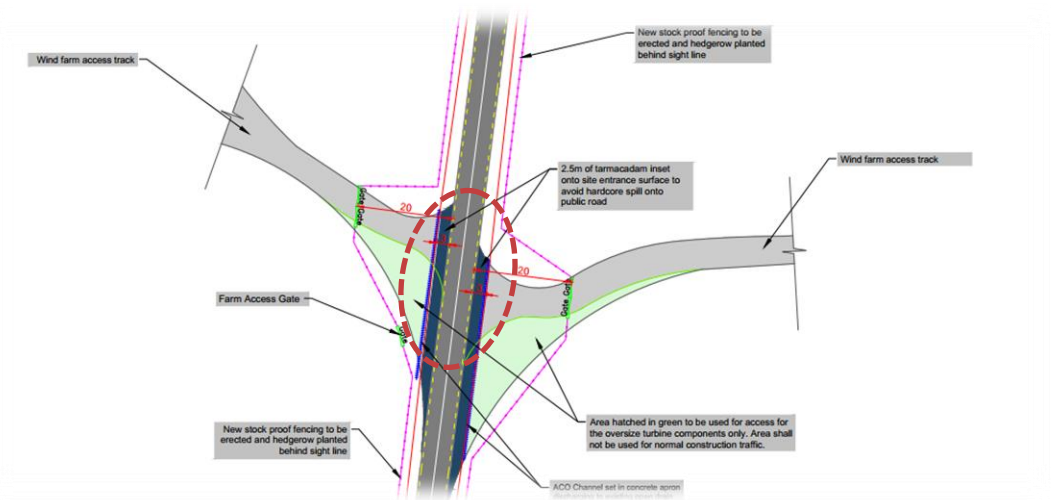 New stock proof fencing to be
erected and hedgerow planted
behind sight line
Wind farm access track
2.5m of tarmacadam inset
onto site entrance surface to
avoid hardcore spill onto
public road
Wind farm access track
Gate
Gate
20
20
Gate
Gate
Farm Access Gate
Gate
Area hatched in green to be used for access for
the oversize turbine components only. Area shall
not be used for normal construction traffic.
New stock proof fencing to be
erected and hedgerow planted
behind sight line
ACO Channel set in concrete apron